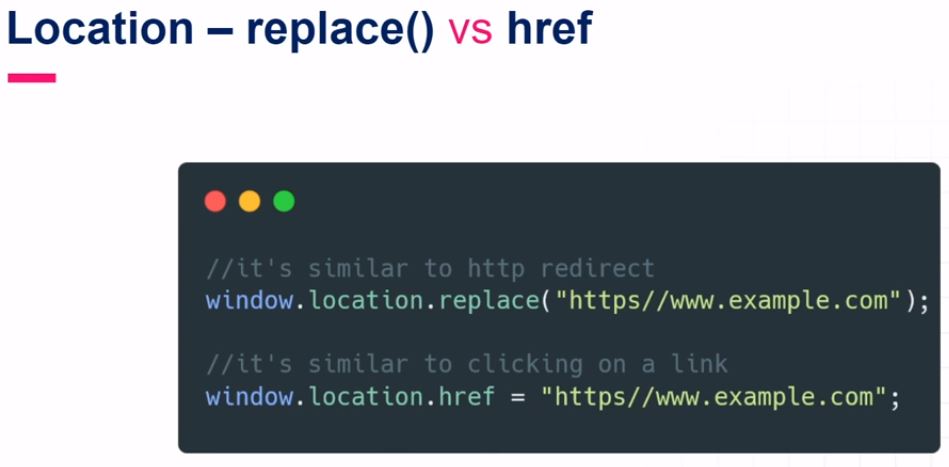 Location – replace() vs href
//it's similar to http redirect
window.location.replace("https//www.example.com");
//it's similar to clicking on a link
window.location.href = "https//www.example.com";